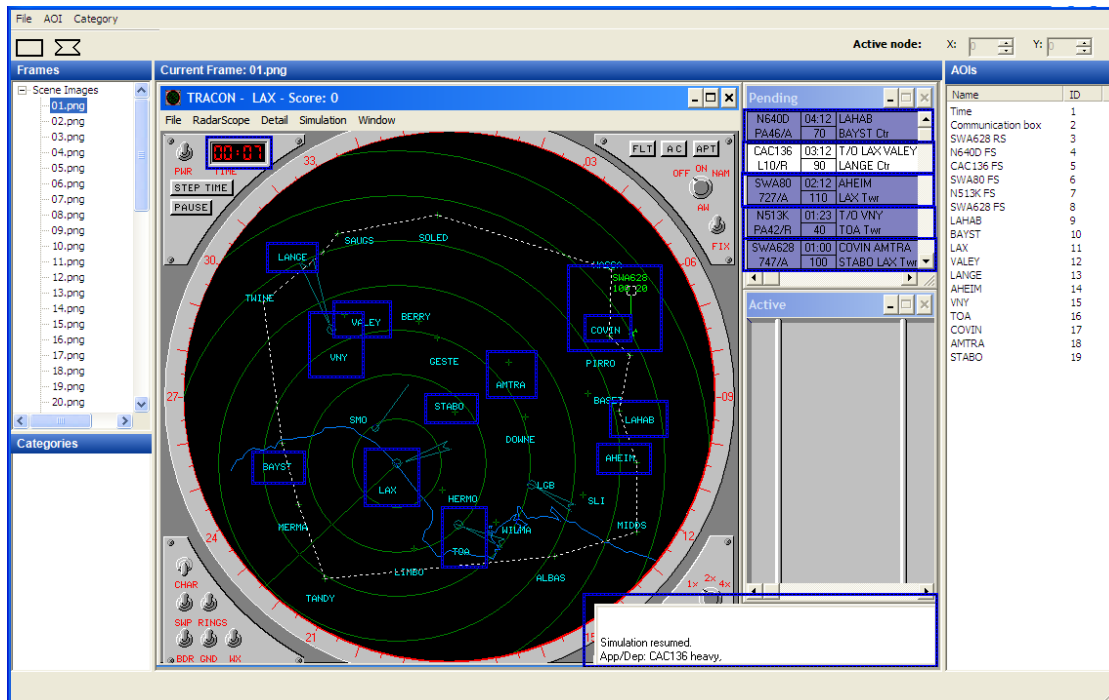 File AOI Category
Active node: X: 0 Y: 0
Frames
Scene Images
01.png
02.png
03.png
04.png
05.png
06.png
07.png
08.png
09.png
10.png
11.png
12.png
13.png
14.png
15.png
16.png
17.png
18.png
19.png
20.png
Categories
Current Frame: 01.png
TRACON - LAX - Score: 0
File RadarScope Detail Simulation Window
PWR
00:07
TIME
STEP TIME
PAUSE
FLT AC APT
OFF ON NAM
AW
FIX
33
03
30
06
27
09
24
12
21
15
SAUGS
SOLED
LANGE
SWA628
100 20
TWINE
VALEY
BERRY
COVIN
VNY
GESTE
PIRRO
AMTRA
STABO
BASET
SMO
LAHAB
DOWNE
BAYST
AHEIM
LAX
LGB
HERMO
SLI
MERMA
WILMA
MIDDS
TOA
LIMBO
ALBAS
TANDY
CHAR
SWP RINGS
BDR GND WX
1x 2x 4x
Pending
N640D 04:12 LAHAB
PA46/A 70 BAYST Ctr
CAC136 03:12 T/O LAX VALEY
L10/R 90 LANGE Ctr
SWA80 02:12 AHEIM
727/A 110 LAX Twr
N513K 01:23 T/O VNY
PA42/R 40 TOA Twr
SWA628 01:00 COVIN AMTRA
747/A 100 STABO LAX Twr
Active
Simulation resumed.
App/Dep: CAC136 heavy,
AOIs
Name ID
Time 1
Communication box 2
SWA628 RS 3
N640D FS 4
CAC136 FS 5
SWA80 FS 6
N513K FS 7
SWA628 FS 8
LAHAB 9
BAYST 10
LAX 11
VALEY 12
LANGE 13
AHEIM 14
VNY 15
TOA 16
COVIN 17
AMTRA 18
STABO 19